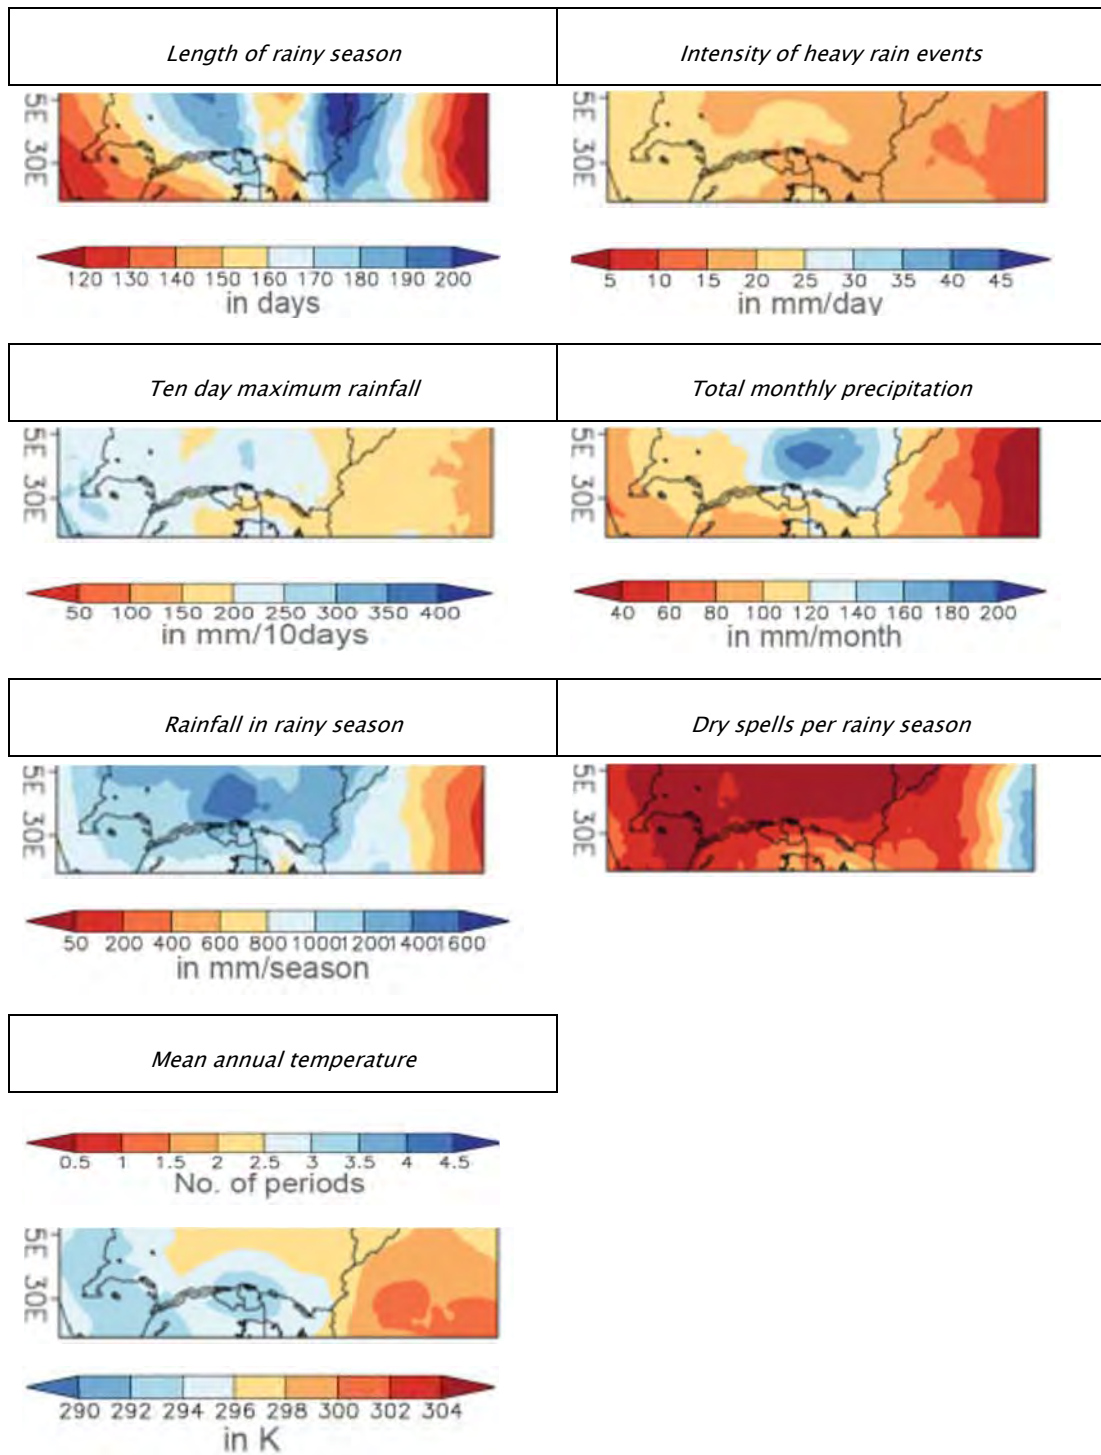 Length of rainy season
Intensity of heavy rain events
5E
30E
120 130 140 150 160 170 180 190 200
in days
5E
30E
5 10 15 20 25 30 35 40 45
in mm/day
Ten day maximum rainfall
Total monthly precipitation
5E
30E
50 100 150 200 250 300 350 400
in mm/10days
5E
30E
40 60 80 100 120 140 160 180 200
in mm/month
Rainfall in rainy season
Dry spells per rainy season
5E
30E
50 200 400 600 800 1000 1200 1400 1600
in mm/season
5E
30E
Mean annual temperature
0.5 1 1.5 2 2.5 3 3.5 4 4.5
No. of periods
5E
30E
290 292 294 296 298 300 302 304
in K